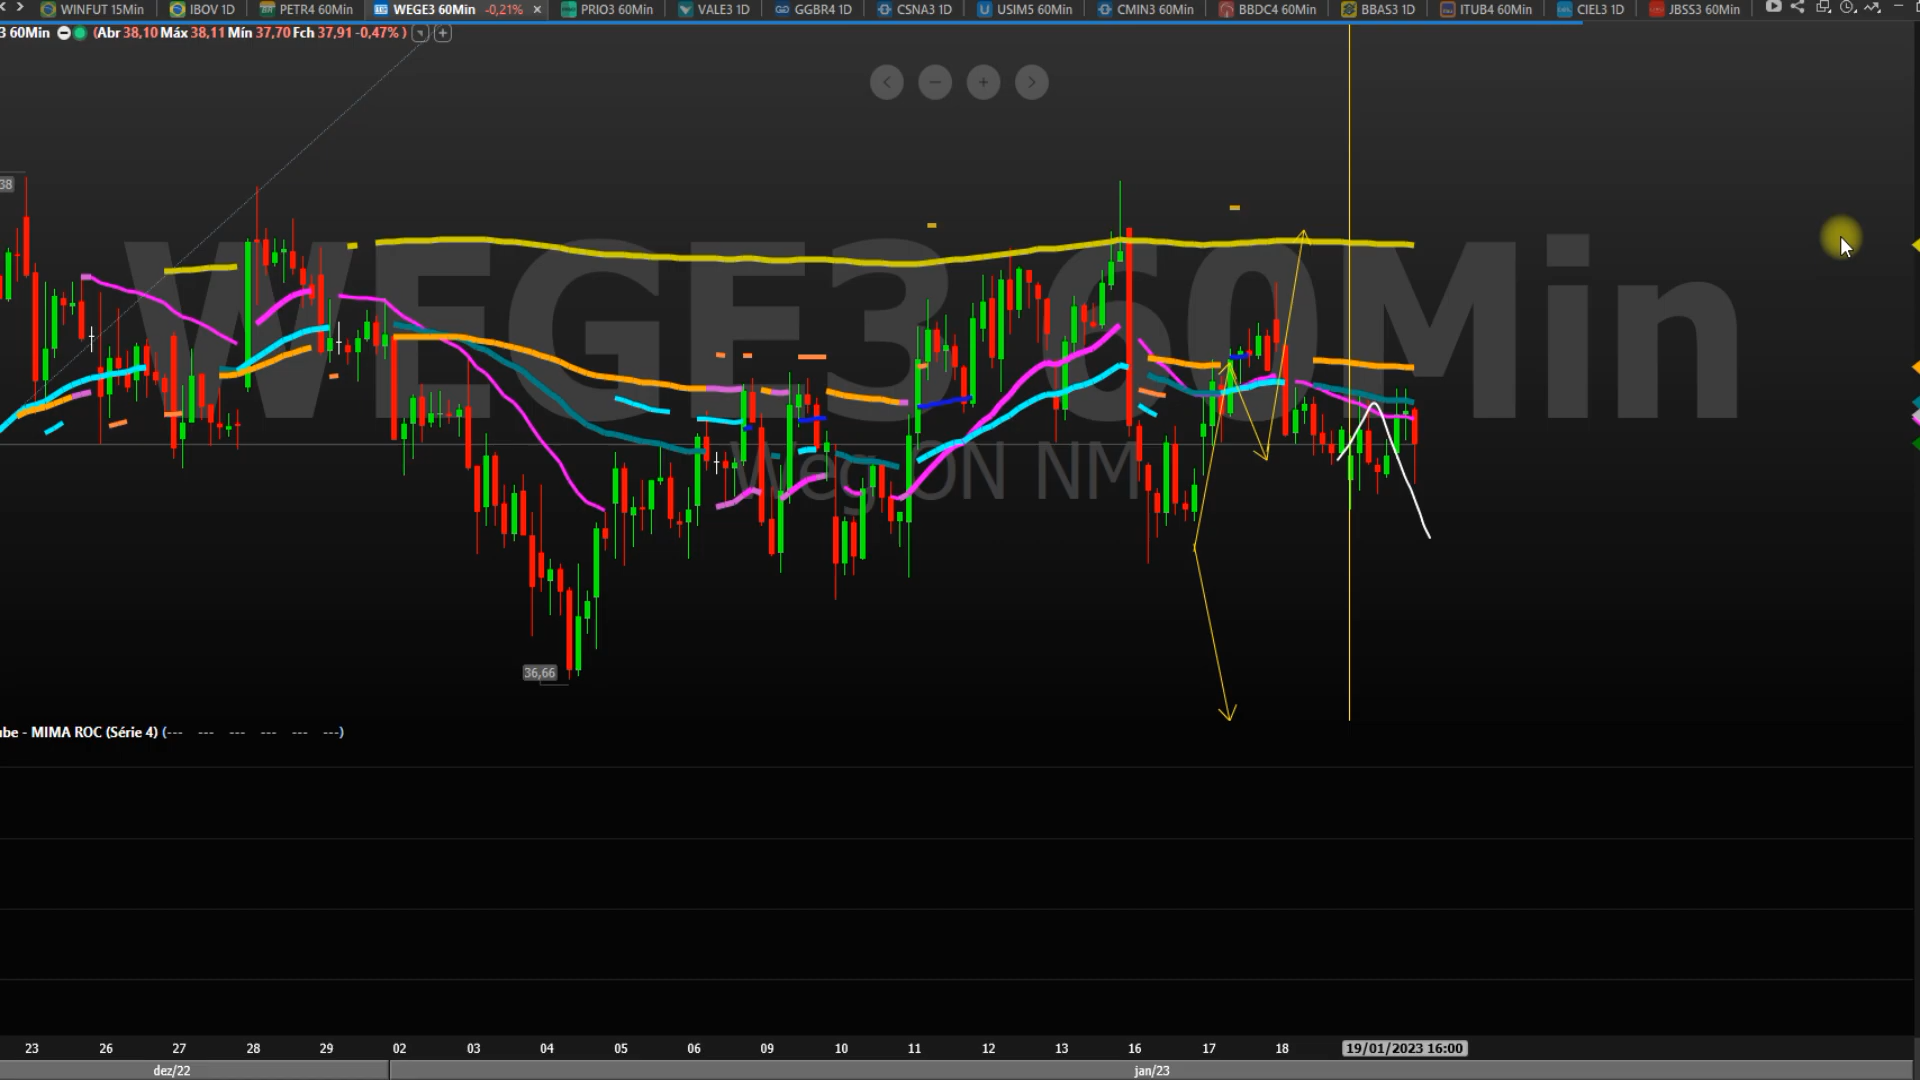 WINFUT 15Min
IBOV 1D
PETR4 60Min
WEGE3 60Min -0,21%
PRIO3 60Min
VALE3 1D
GGBR4 1D
CSNA3 1D
USIM5 60Min
CMIN3 60Min
BBDC4 60Min
BBAS3 1D
ITUB4 60Min
CIEL3 1D
JBSS3 60Min
3 60Min (Abr 38,10 Máx 38,11 Mín 37,70 Fch 37,91 -0,47% )
38
WEGE3 60Min
Weg ON NM
36,66
ube - MIMA ROC (Série 4) (--- --- --- --- --- ---)
23 26 27 28 29 02 03 04 05 06 09 10 11 12 13 16 17 18 19/01/2023 16:00
dez/22 jan/23